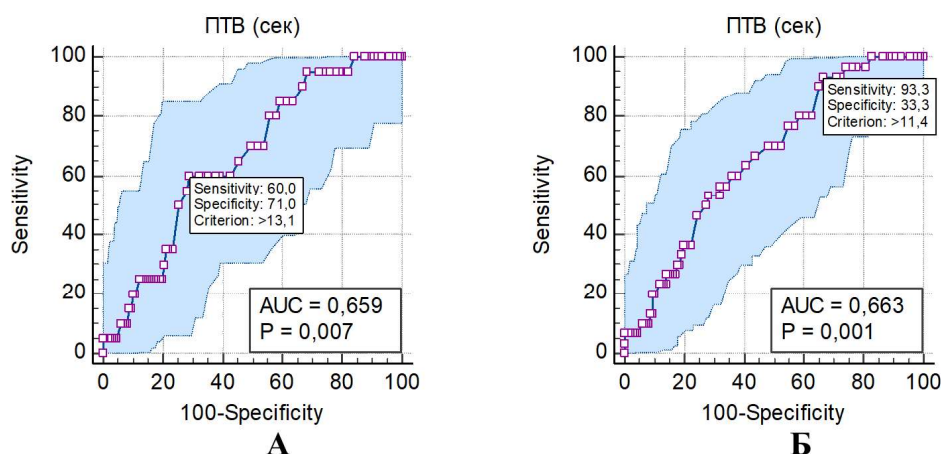 ПТВ (сек)
100
80
60
40
20
0
Sensitivity
Sensitivity: 60,0
Specificity: 71,0
Criterion: >13,1
AUC = 0,659
P = 0,007
0 20 40 60 80 100
100-Specificity
А
ПТВ (сек)
100
80
60
40
20
0
Sensitivity
Sensitivity: 93,3
Specificity: 33,3
Criterion: >11,4
AUC = 0,663
P = 0,001
0 20 40 60 80 100
100-Specificity
Б